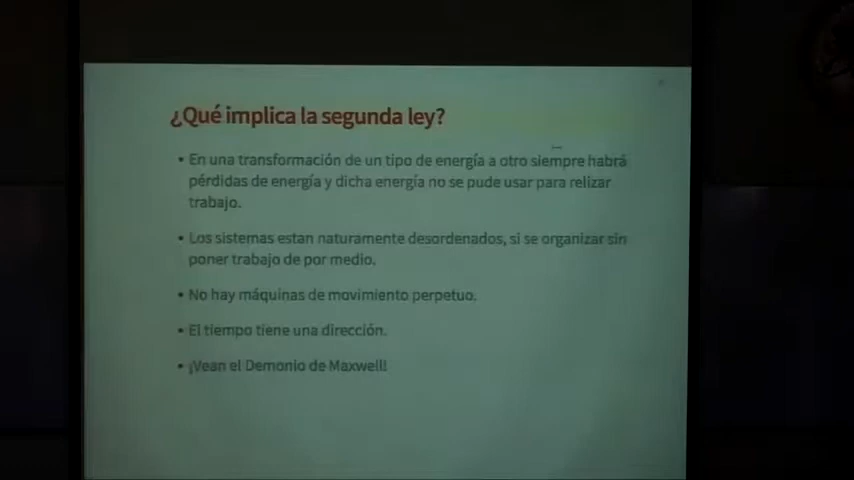 ¿Qué implica la segunda ley?
• En una transformación de un tipo de energía a otro siempre habrá
pérdidas de energía y dicha energía no se pude usar para relizar
trabajo.
• Los sistemas estan naturamente desordenados, si se organizar sin
poner trabajo de por medio.
• No hay máquinas de movimiento perpetuo.
• El tiempo tiene una dirección.
• ¡Vean el Demonio de Maxwell!